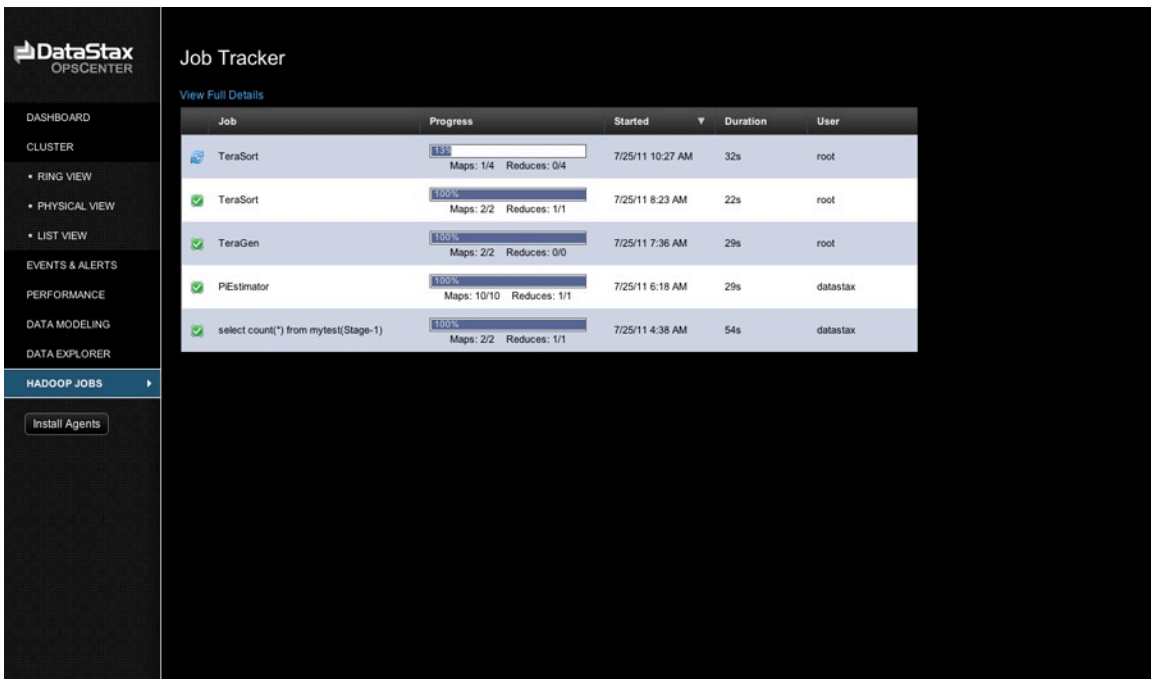 DataStax
OPSCENTER
DASHBOARD
CLUSTER
• RING VIEW
• PHYSICAL VIEW
• LIST VIEW
EVENTS & ALERTS
PERFORMANCE
DATA MODELING
DATA EXPLORER
HADOOP JOBS
Install Agents
Job Tracker
View Full Details
Job Progress Started ▼ Duration User
TeraSort 13% Maps: 1/4 Reduces: 0/4 7/25/11 10:27 AM 32s root
TeraSort 100% Maps: 2/2 Reduces: 1/1 7/25/11 8:23 AM 22s root
TeraGen 100% Maps: 2/2 Reduces: 0/0 7/25/11 7:36 AM 29s root
PiEstimator 100% Maps: 10/10 Reduces: 1/1 7/25/11 6:18 AM 29s datastax
select count(*) from mytest(Stage-1) 100% Maps: 2/2 Reduces: 1/1 7/25/11 4:38 AM 54s datastax